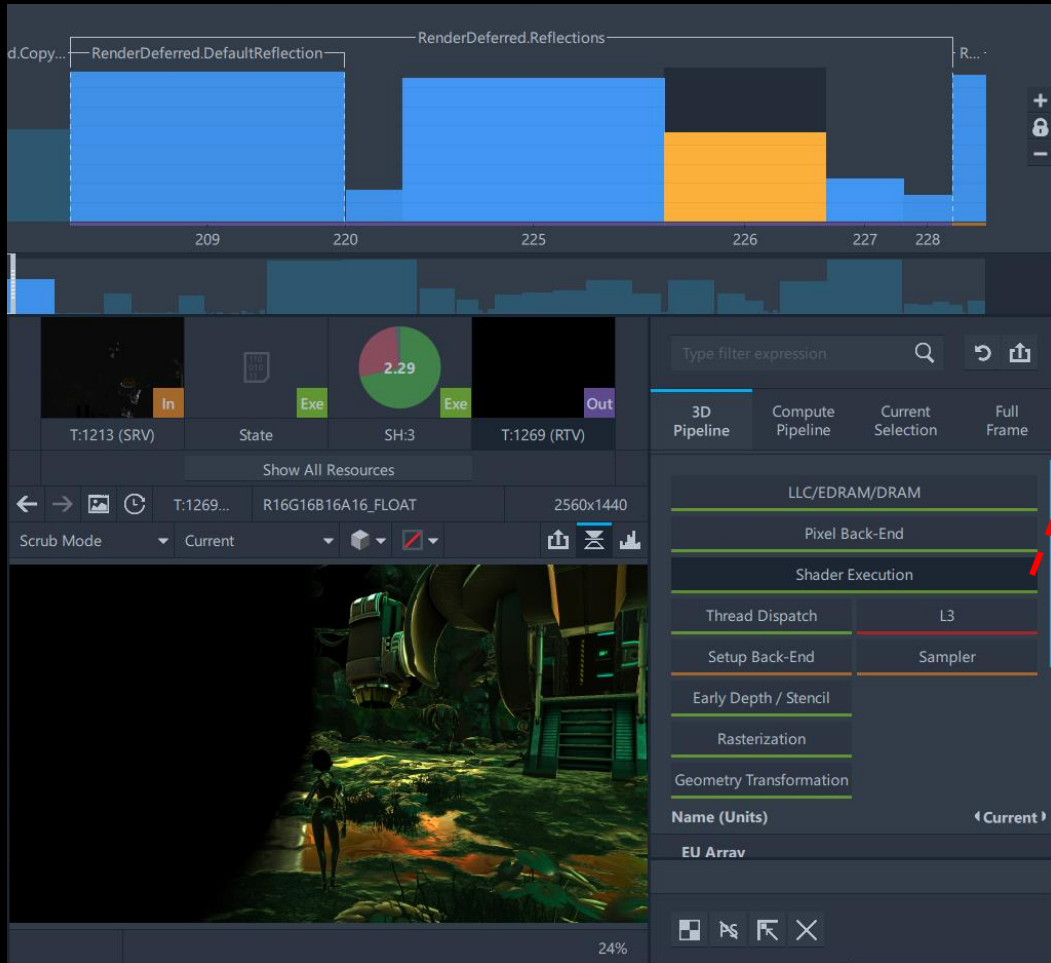 RenderDeferred.Reflections
d.Copy... RenderDeferred.DefaultReflection R...
209 220 225 226 227 228
2.29
In Exe Exe Out
T:1213 (SRV) State SH:3 T:1269 (RTV)
Show All Resources
T:1269... R16G16B16A16_FLOAT 2560x1440
Scrub Mode Current
24%
Type filter expression
3D Pipeline
Compute Pipeline
Current Selection
Full Frame
LLC/EDRAM/DRAM
Pixel Back-End
Shader Execution
Thread Dispatch L3
Setup Back-End Sampler
Early Depth / Stencil
Rasterization
Geometry Transformation
Name (Units) Current
EU Array
PS